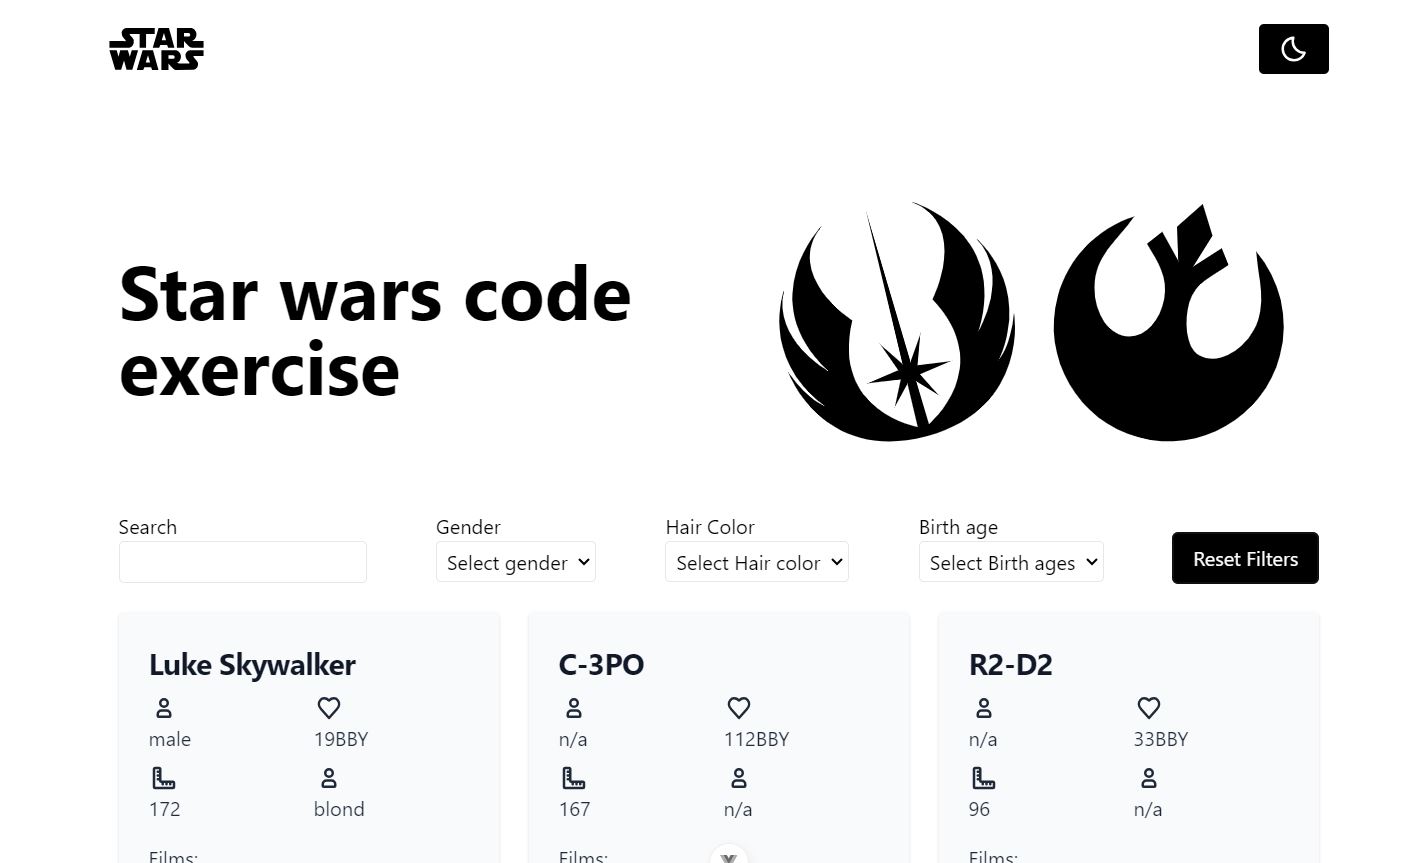 STAR
WARS
Star wars code
exercise
Search
Gender
Hair Color
Birth age
Select gender
Select Hair color
Select Birth ages
Reset Filters
Luke Skywalker
male
19BBY
172
blond
Films:
C-3PO
n/a
112BBY
167
n/a
Films:
R2-D2
n/a
33BBY
96
n/a
Films: